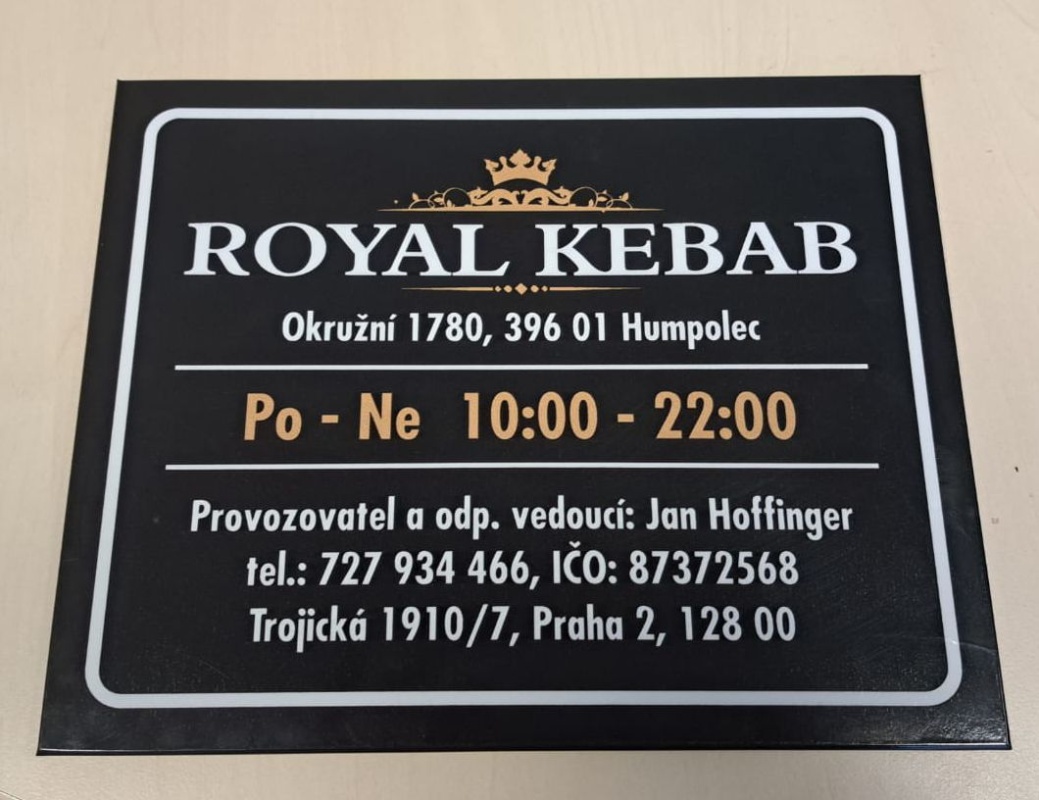 ROYAL KEBAB
Okružní 1780, 396 01 Humpolec
Po - Ne 10:00 - 22:00
Provozovatel a odp. vedoucí: Jan Hoffinger
tel.: 727 934 466, IČO: 87372568
Trojická 1910/7, Praha 2, 128 00